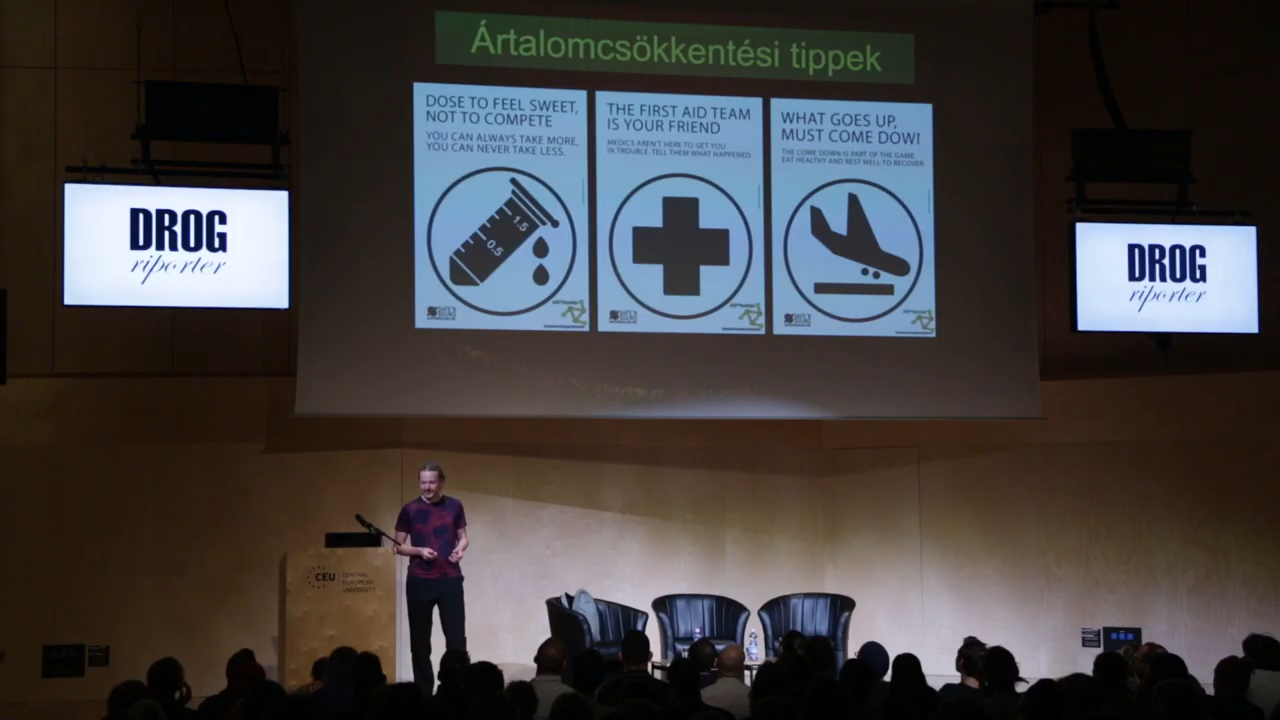 Ártalomcsökkentési tippek
DOSE TO FEEL SWEET,
NOT TO COMPETE
YOU CAN ALWAYS TAKE MORE,
YOU CAN NEVER TAKE LESS.
1.5
0.5
THE FIRST AID TEAM
IS YOUR FRIEND
MEDICS AREN'T HERE TO GET YOU
IN TROUBLE, TELL THEM WHAT HAPPENED.
WHAT GOES UP,
MUST COME DOW!
THE COME DOWN IS PART OF THE GAME
EAT HEALTHY AND REST WELL TO RECOVER
DROG
riporter
DROG
riporter
CEU
CENTRAL
EUROPEAN
UNIVERSITY